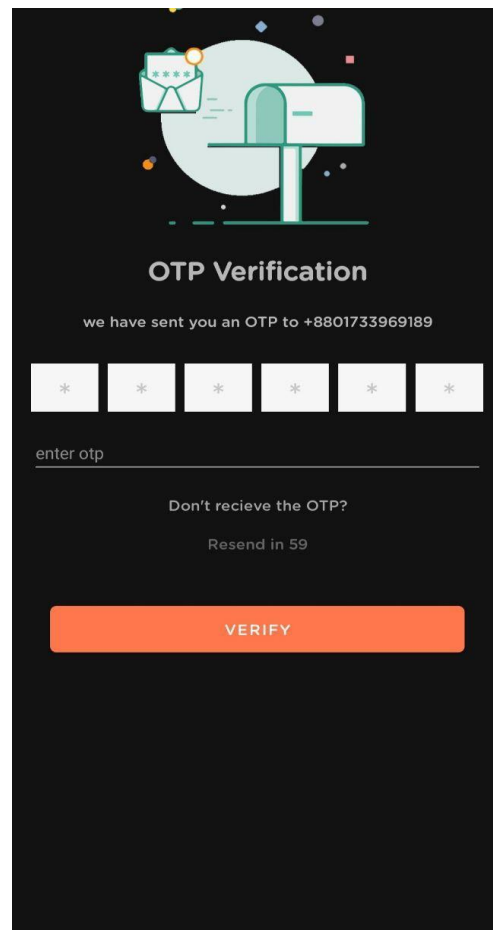 ****
OTP Verification
we have sent you an OTP to +8801733969189
* * * * * *
enter otp
Don't recieve the OTP?
Resend in 59
VERIFY